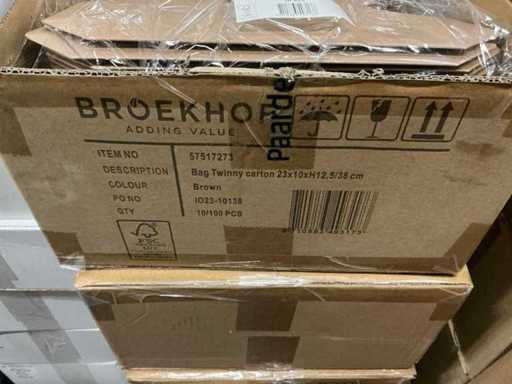 BROEKHOF
ADDING VALUE
Paarde
ITEM NO 57517273
DESCRIPTION Bag Twinny carton 23x10xH12,5/38 cm
COLOUR Brown
PO NO IO23-10138
QTY 10/100 PCS
FSC